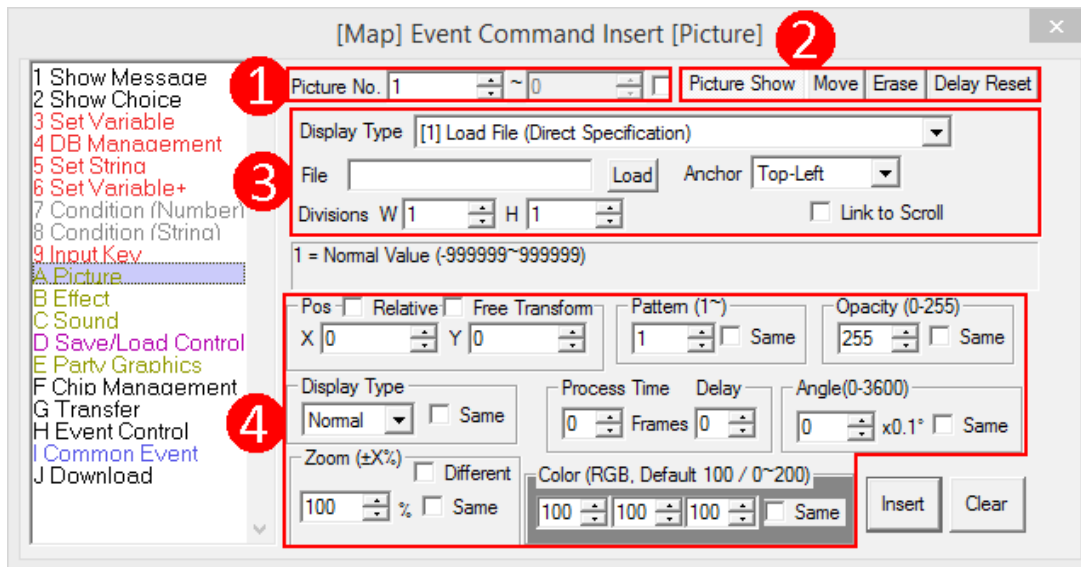 [Map] Event Command Insert [Picture]
2
1 Show Message
2 Show Choice
3 Set Variable
4 DB Management
5 Set String
6 Set Variable+
7 Condition (Number)
8 Condition (String)
9 Input Key
A Picture
B Effect
C Sound
D Save/Load Control
E Party Graphics
F Chip Management
G Transfer
H Event Control
I Common Event
J Download
1
Picture No. 1 ~ 0
Picture Show Move Erase Delay Reset
3
Display Type [1] Load File (Direct Specification)
File Load Anchor Top-Left
Divisions W 1 H 1 Link to Scroll
1 = Normal Value (-999999~999999)
4
Pos Relative Free Transform
X 0 Y 0
Pattern (1~)
1 Same
Opacity (0-255)
255 Same
Display Type
Normal Same
Process Time Delay
0 Frames 0
Angle(0-3600)
0 x0.1° Same
Zoom (±X%) Different
100 % Same
Color (RGB, Default 100 / 0~200)
100 100 100 Same
Insert Clear